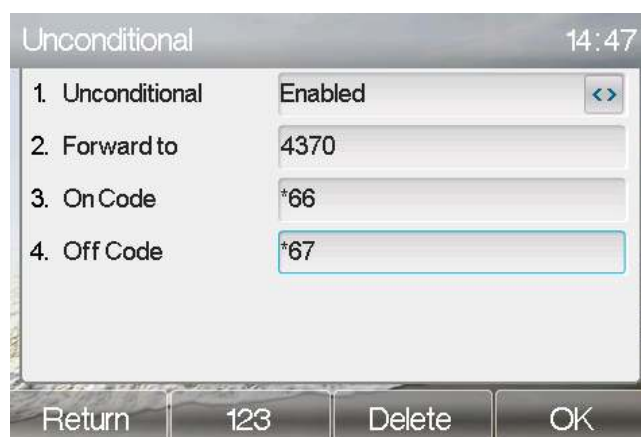 Unconditional 14:47
1. Unconditional Enabled <>
2. Forward to 4370
3. On Code *66
4. Off Code *67
Return 123 Delete OK